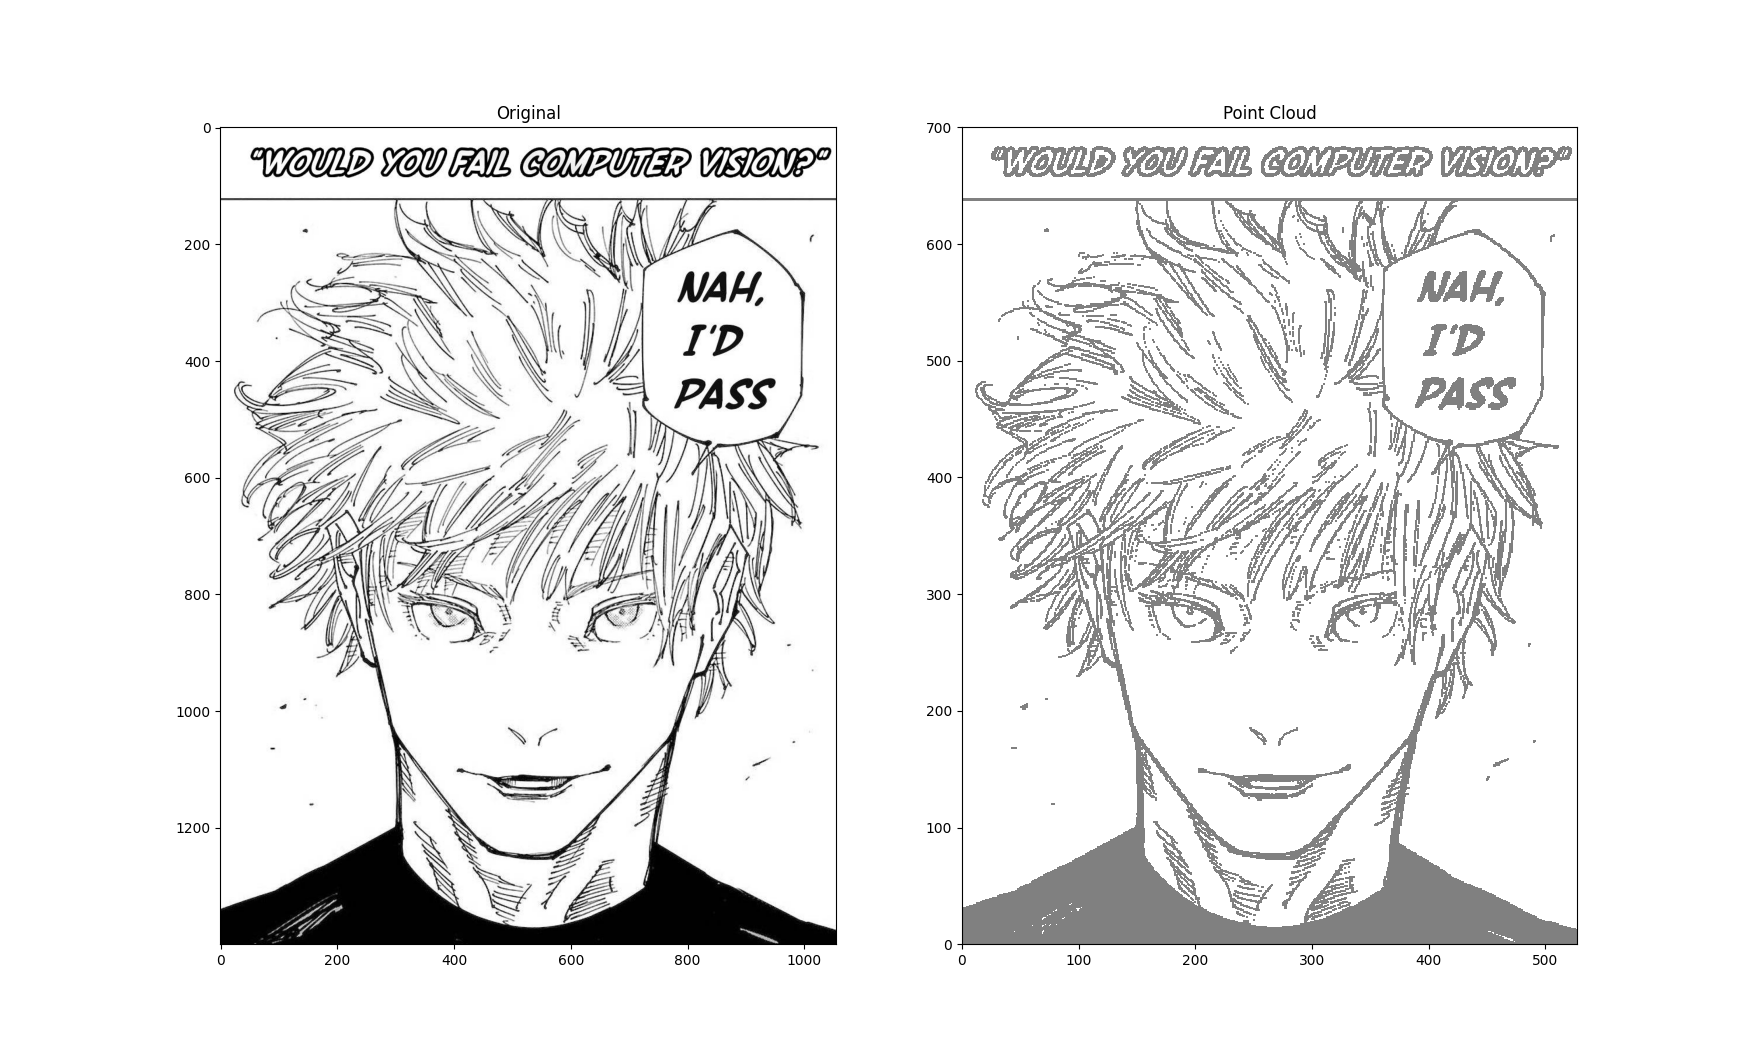 Original
0
200
400
600
800
1000
1200
0 200 400 600 800 1000
"WOULD YOU FAIL COMPUTER VISION?"
NAH,
I'D
PASS
Point Cloud
700
600
500
400
300
200
100
0
0 100 200 300 400 500
"WOULD YOU FAIL COMPUTER VISION?"
NAH,
I'D
PASS